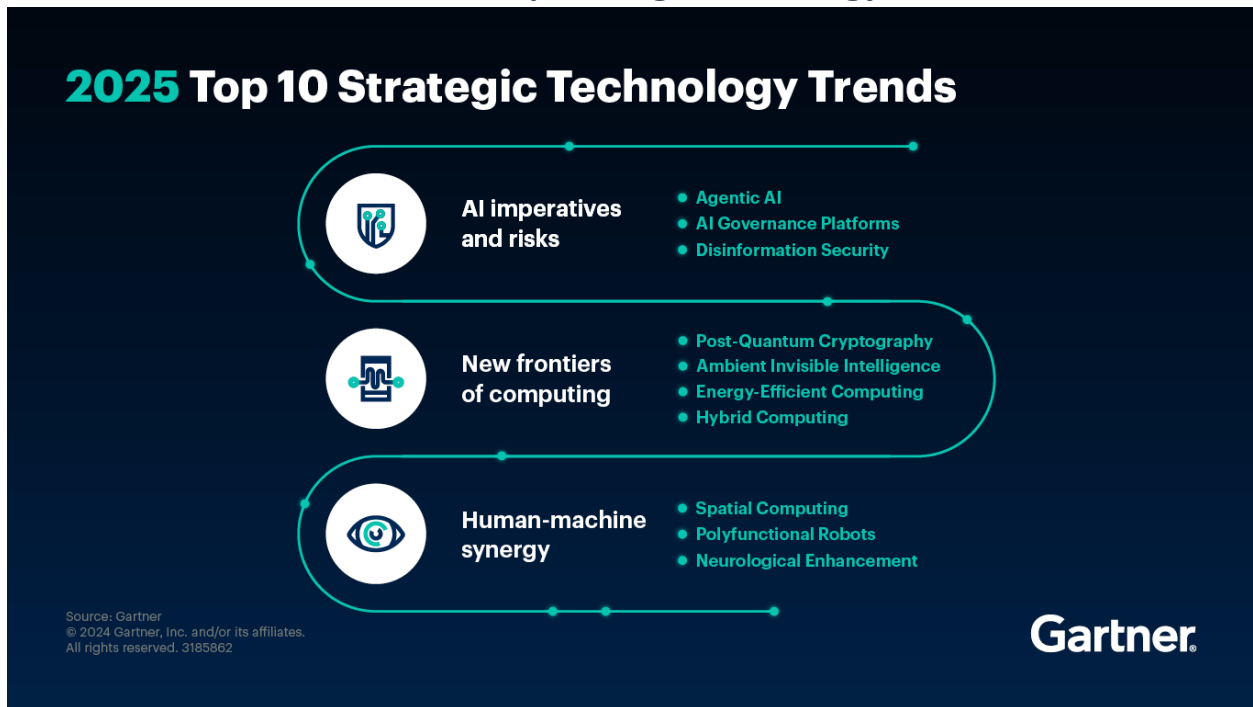 2025 Top 10 Strategic Technology Trends
AI imperatives
and risks
Agentic AI
AI Governance Platforms
Disinformation Security
New frontiers
of computing
Post-Quantum Cryptography
Ambient Invisible Intelligence
Energy-Efficient Computing
Hybrid Computing
Human-machine
synergy
Spatial Computing
Polyfunctional Robots
Neurological Enhancement
Source: Gartner
© 2024 Gartner, Inc. and/or its affiliates.
All rights reserved. 3185862
Gartner®